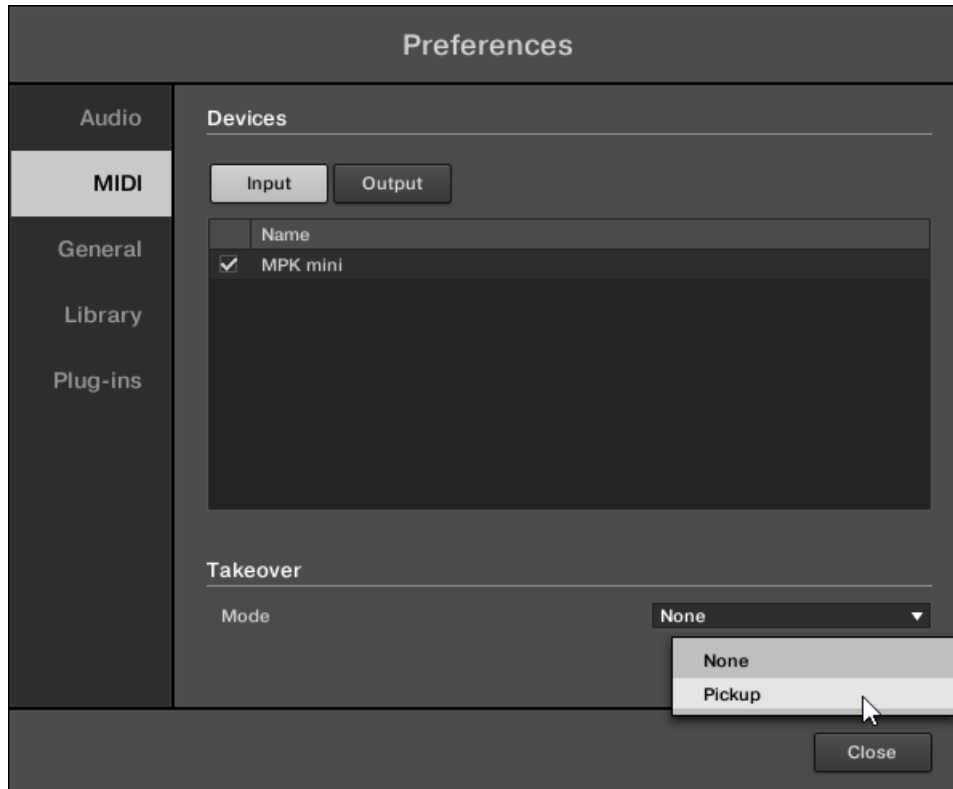 Preferences
Audio
MIDI
General
Library
Plug-ins
Devices
Input Output
Name
MPK mini
Takeover
Mode None
None
Pickup
Close